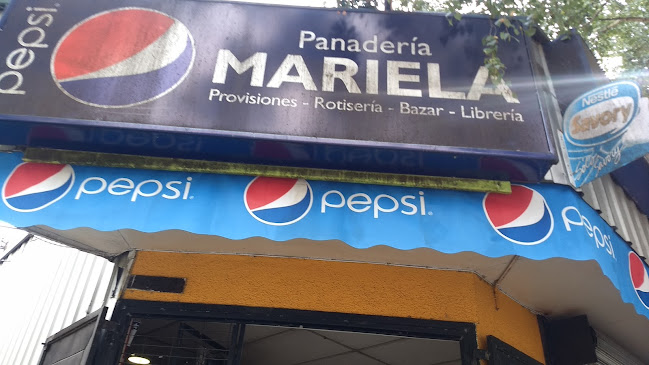 pepsi
Panadería
MARIELA
Provisiones - Rotisería - Bazar - Librería
Nestlé
Savory
pepsi
pepsi
pepsi